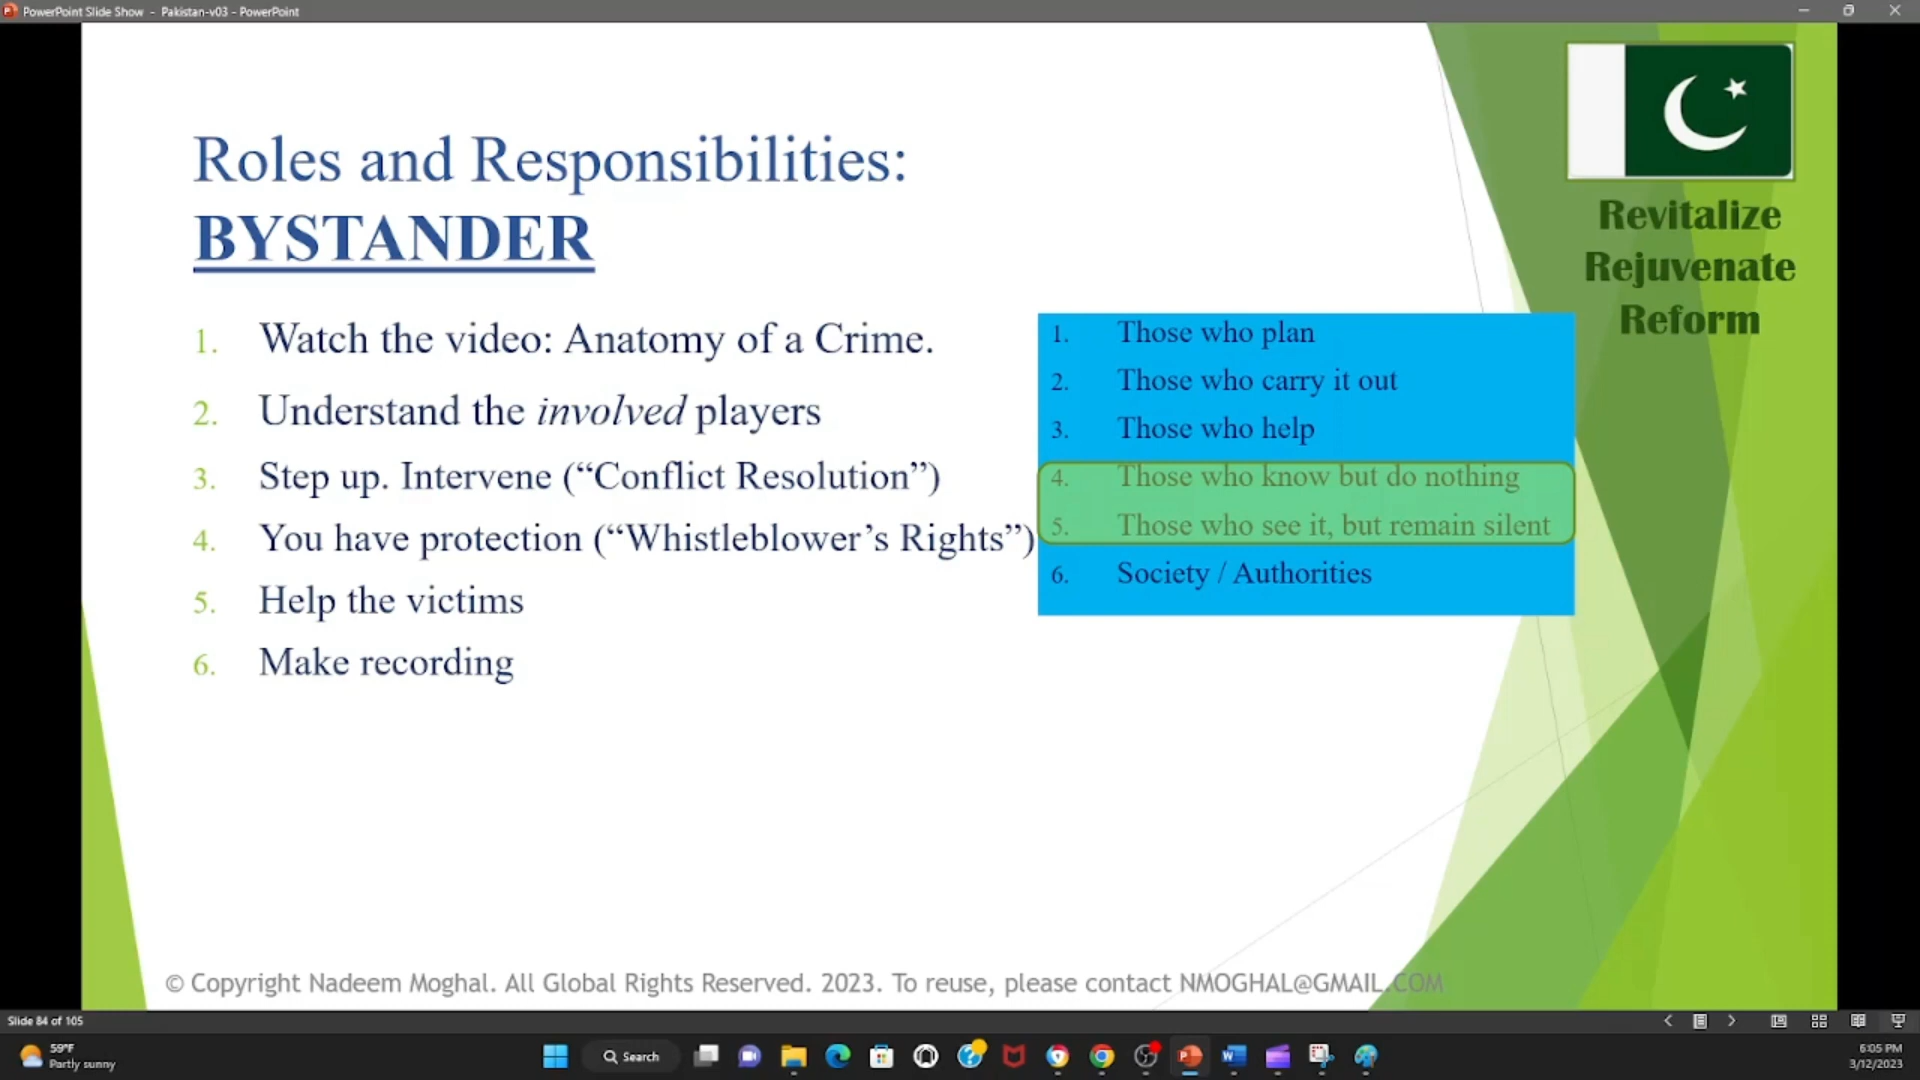 PowerPoint Slide Show - Pakistan-v03 - PowerPoint
Roles and Responsibilities:
BYSTANDER
1. Watch the video: Anatomy of a Crime.
2. Understand the involved players
3. Step up. Intervene (“Conflict Resolution”)
4. You have protection (“Whistleblower’s Rights”)
5. Help the victims
6. Make recording
1. Those who plan
2. Those who carry it out
3. Those who help
4. Those who know but do nothing
5. Those who see it, but remain silent
6. Society / Authorities
Revitalize
Rejuvenate
Reform
© Copyright Nadeem Moghal. All Global Rights Reserved. 2023. To reuse, please contact NMOGHAL@GMAIL.COM
Slide 84 of 105
59°F
Partly sunny
Search
6:05 PM
3/12/2023